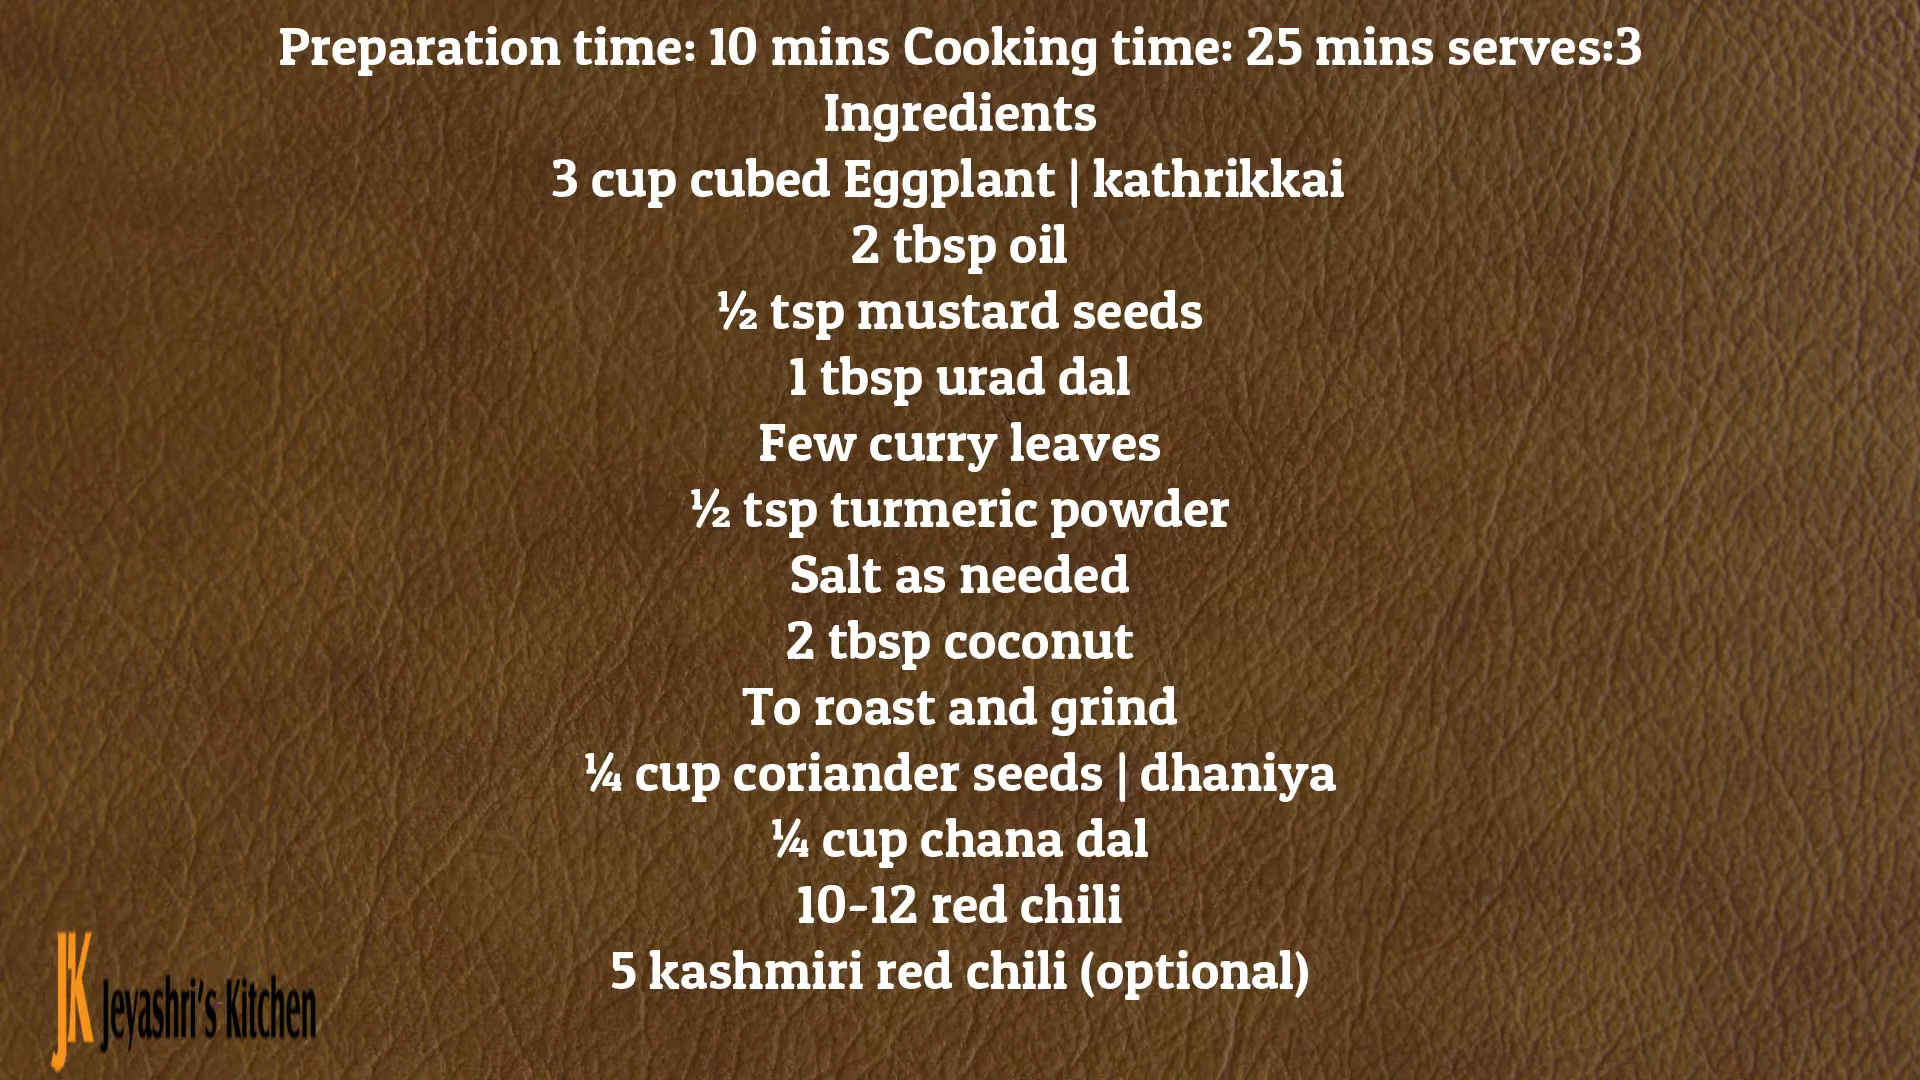 Preparation time: 10 mins Cooking time: 25 mins serves:3
Ingredients
3 cup cubed Eggplant | kathrikkai
2 tbsp oil
½ tsp mustard seeds
1 tbsp urad dal
Few curry leaves
½ tsp turmeric powder
Salt as needed
2 tbsp coconut
To roast and grind
¼ cup coriander seeds | dhaniya
¼ cup chana dal
10-12 red chili
5 kashmiri red chili (optional)
JK Jeyashri's Kitchen